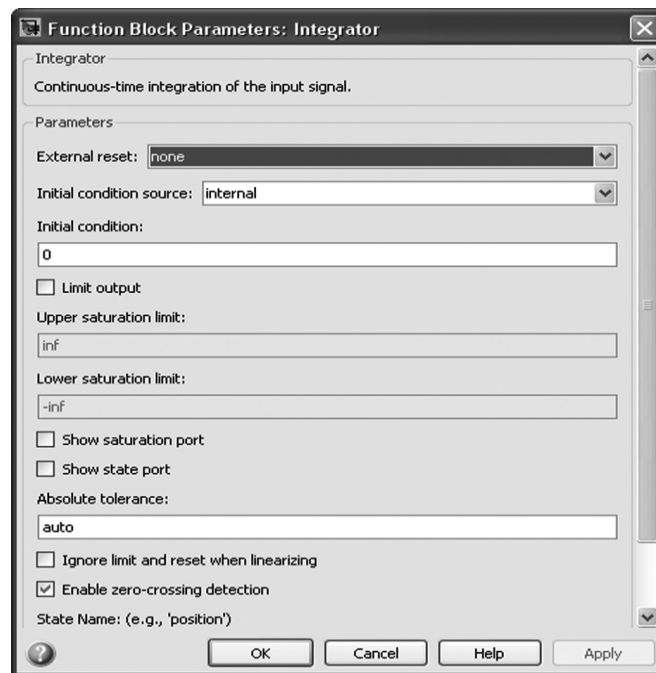 Function Block Parameters: Integrator
Integrator
Continuous-time integration of the input signal.
Parameters
External reset: none
Initial condition source: internal
Initial condition:
0
Limit output
Upper saturation limit:
inf
Lower saturation limit:
-inf
Show saturation port
Show state port
Absolute tolerance:
auto
Ignore limit and reset when linearizing
Enable zero-crossing detection
State Name: (e.g., 'position')
OK Cancel Help Apply